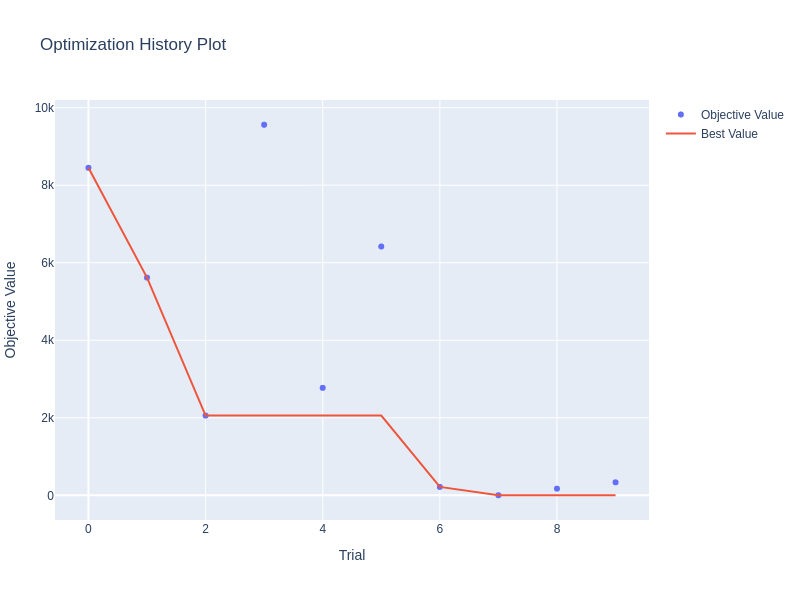 Optimization History Plot
Objective Value
Best Value
10k
8k
6k
4k
2k
0
Objective Value
0 2 4 6 8
Trial